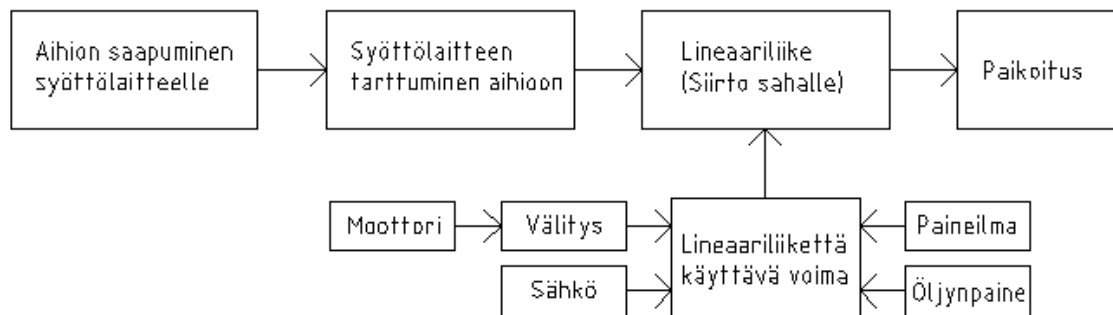 Aihion saapuminen
syöttölaitteelle
Syöttölaitteen
tarttuminen aihioon
Lineaariliike
(Siirto sahalle)
Paikoitus
Moottori
Välitys
Sähkö
Lineaariliikettä
käyttävä voima
Paineilma
Öljynpaine